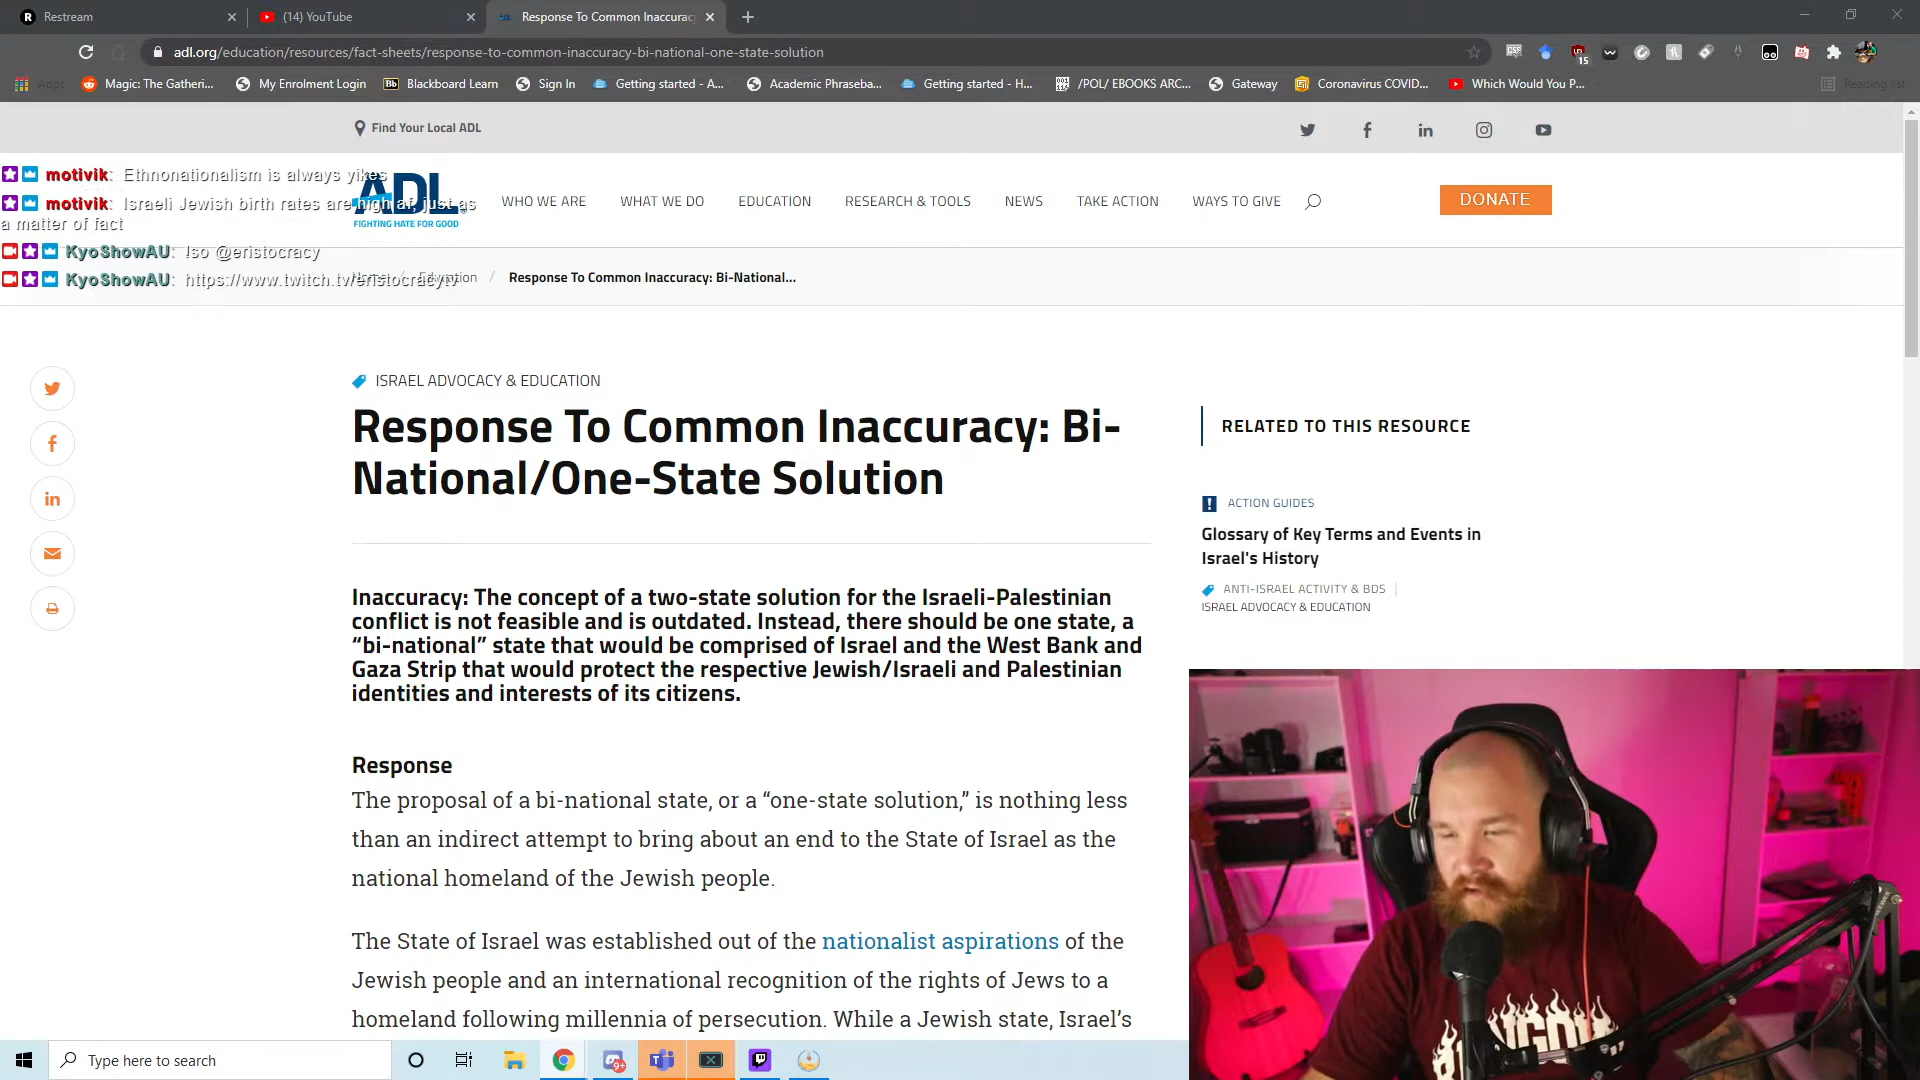 Restream
(14) YouTube
Response To Common Inaccurac
adl.org/education/resources/fact-sheets/response-to-common-inaccuracy-bi-national-one-state-solution
15
Apps
Magic: The Gatheri...
My Enrolment Login
Bb Blackboard Learn
Sign In
Getting started - A...
Academic Phraseba...
Getting started - H...
/POL/ EBOOKS ARC...
Gateway
Coronavirus COVID...
Which Would You P...
Reading list
Find Your Local ADL
motivik: Ethnonationalism is always yikes
motivik: Israeli Jewish birth rates are high af, just as
a matter of fact
KyoShowAU: !so @eristocracy
KyoShowAU: https://www.twitch.tv/eristocracytv
ADL
FIGHTING HATE FOR GOOD
WHO WE ARE
WHAT WE DO
EDUCATION
RESEARCH & TOOLS
NEWS
TAKE ACTION
WAYS TO GIVE
DONATE
Education / Response To Common Inaccuracy: Bi-National...
ISRAEL ADVOCACY & EDUCATION
Response To Common Inaccuracy: Bi-
National/One-State Solution
Inaccuracy: The concept of a two-state solution for the Israeli-Palestinian
conflict is not feasible and is outdated. Instead, there should be one state, a
“bi-national” state that would be comprised of Israel and the West Bank and
Gaza Strip that would protect the respective Jewish/Israeli and Palestinian
identities and interests of its citizens.
Response
The proposal of a bi-national state, or a “one-state solution,” is nothing less
than an indirect attempt to bring about an end to the State of Israel as the
national homeland of the Jewish people.
The State of Israel was established out of the nationalist aspirations of the
Jewish people and an international recognition of the rights of Jews to a
homeland following millennia of persecution. While a Jewish state, Israel’s
RELATED TO THIS RESOURCE
ACTION GUIDES
Glossary of Key Terms and Events in
Israel's History
ANTI-ISRAEL ACTIVITY & BDS
ISRAEL ADVOCACY & EDUCATION
Type here to search
9+